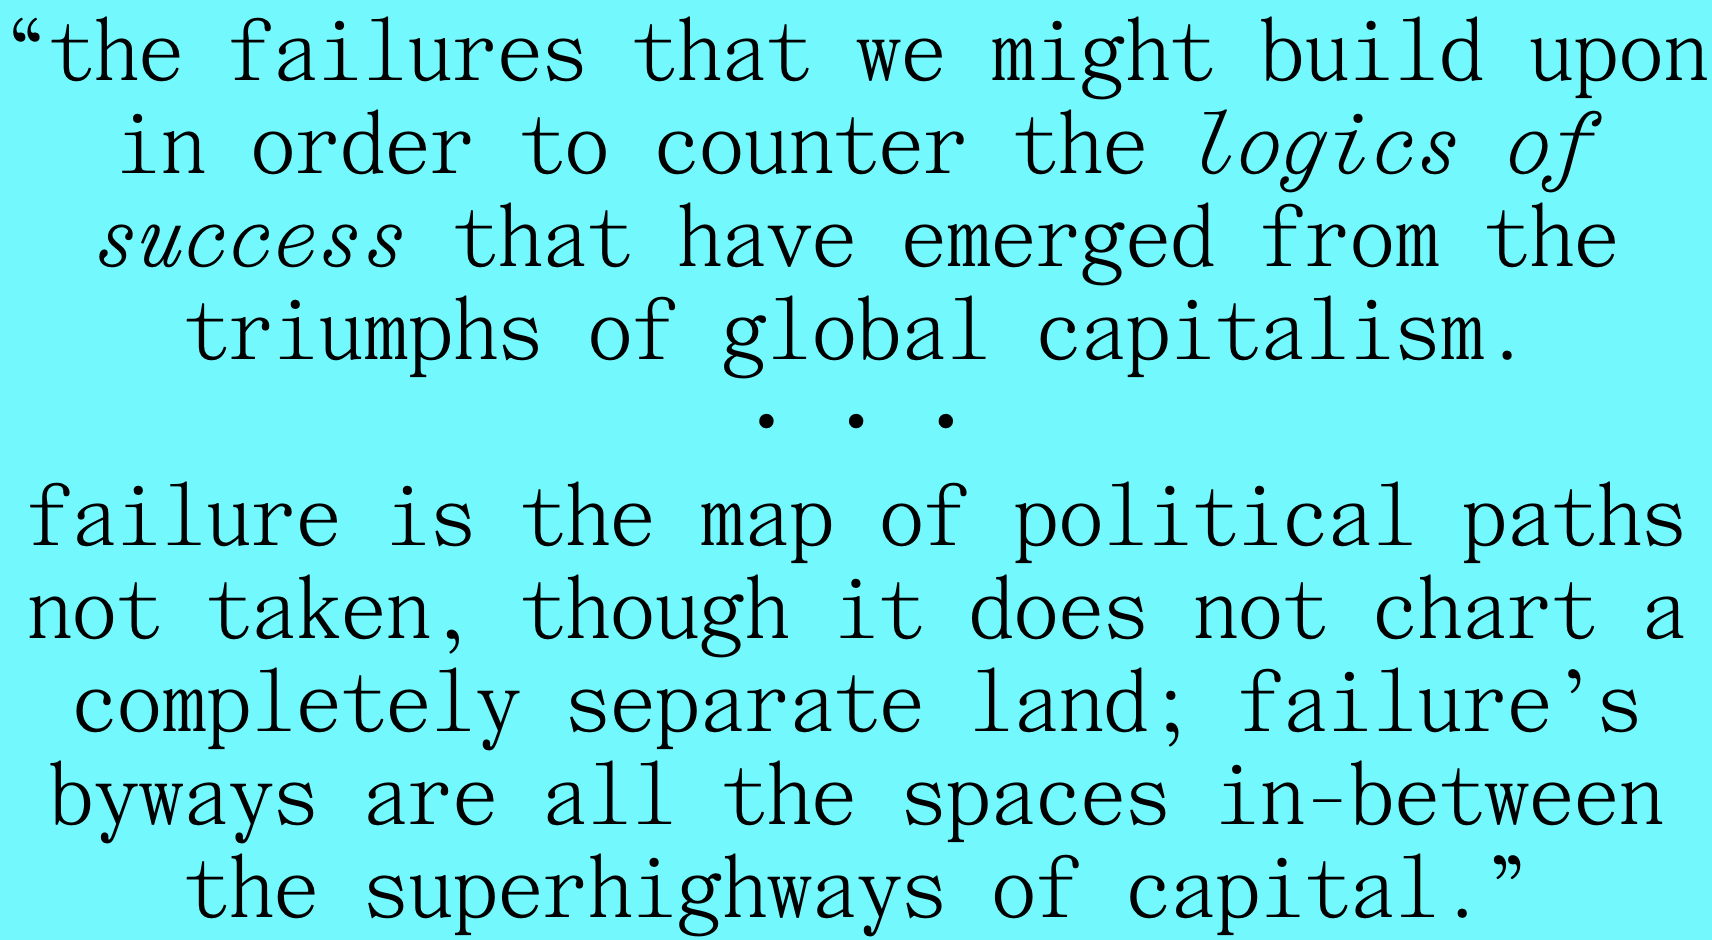 “the failures that we might build upon
in order to counter the logics of
success that have emerged from the
triumphs of global capitalism.
· · ·
failure is the map of political paths
not taken, though it does not chart a
completely separate land; failure’s
byways are all the spaces in-between
the superhighways of capital.”